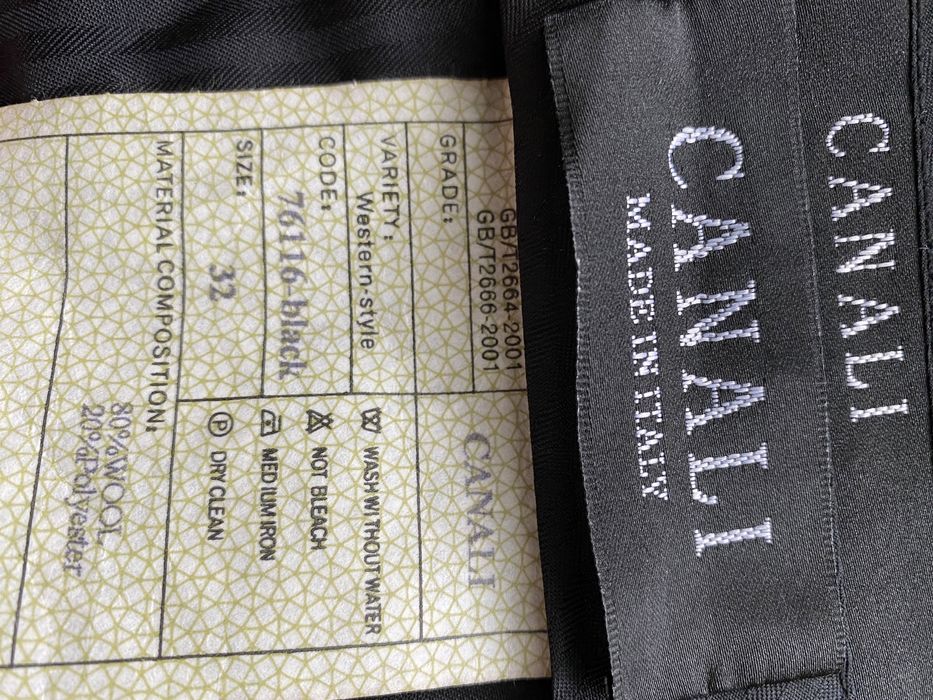 CANALI
CANALI
MADE IN ITALY
GB/T2664-2001
GB/T2666-2001
CANALI
GRADE:
VARIETY: Western-style
CODE: 76116-black
SIZE: 32
WASH WITHOUT WATER
NOT BLEACH
MEDIUM IRON
P DRY CLEAN
MATERIAL COMPOSITION:
80%WOOL
20%Polyester